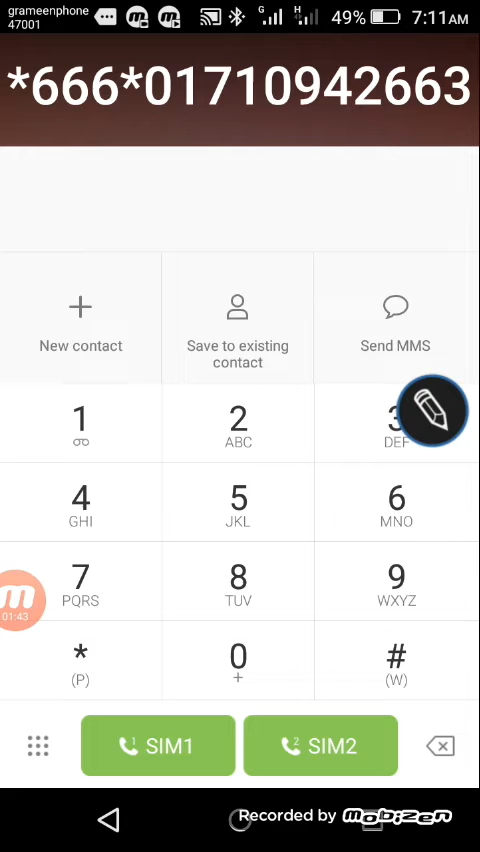 grameenphone
47001
G H 49% 7:11AM
*666*01710942663
New contact
Save to existing
contact
Send MMS
1 2 3
ABC DEF
4 5 6
GHI JKL MNO
7 8 9
PQRS TUV WXYZ
01:43
* 0 #
(P) + (W)
1 SIM1 2 SIM2
Recorded by Mobizen